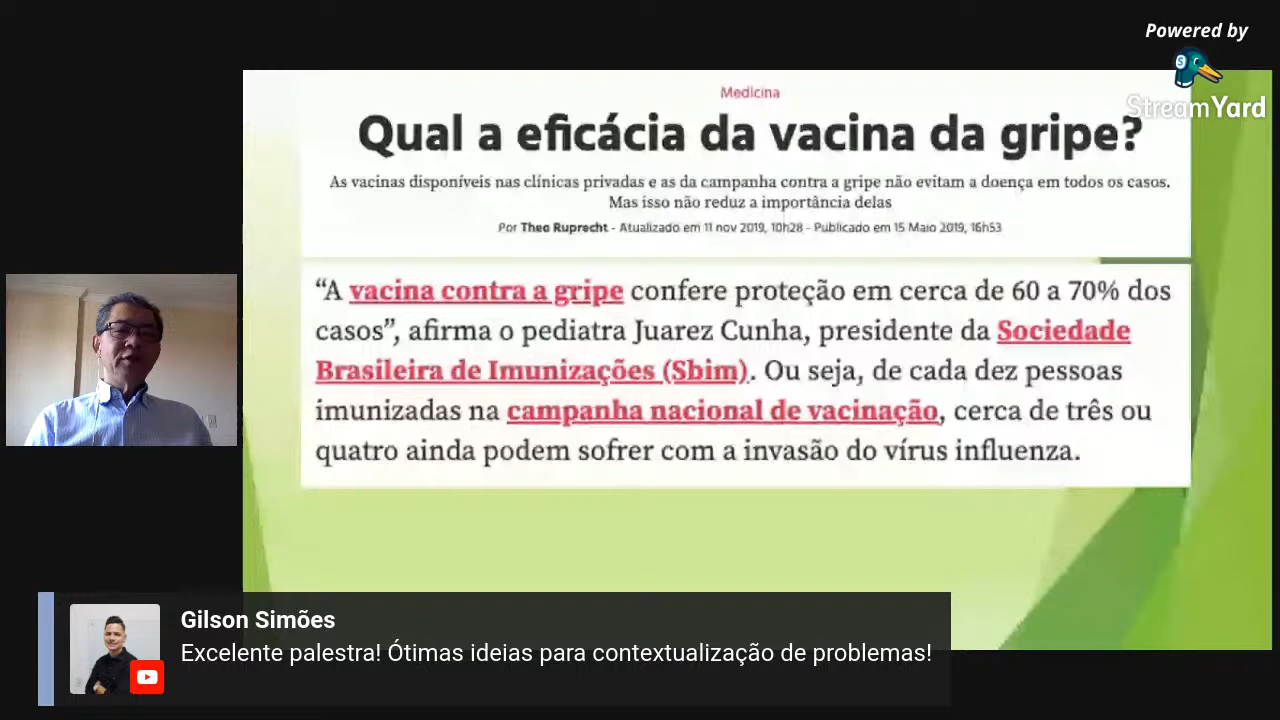 Powered by
StreamYard
Medicina
Qual a eficácia da vacina da gripe?
As vacinas disponíveis nas clínicas privadas e as da campanha contra a gripe não evitam a doença em todos os casos.
Mas isso não reduz a importância delas
Por Theo Ruprecht - Atualizado em 11 nov 2019, 10h28 - Publicado em 15 Maio 2019, 16h53
“A vacina contra a gripe confere proteção em cerca de 60 a 70% dos
casos”, afirma o pediatra Juarez Cunha, presidente da Sociedade
Brasileira de Imunizações (Sbim). Ou seja, de cada dez pessoas
imunizadas na campanha nacional de vacinação, cerca de três ou
quatro ainda podem sofrer com a invasão do vírus influenza.
Gilson Simões
Excelente palestra! Ótimas ideias para contextualização de problemas!